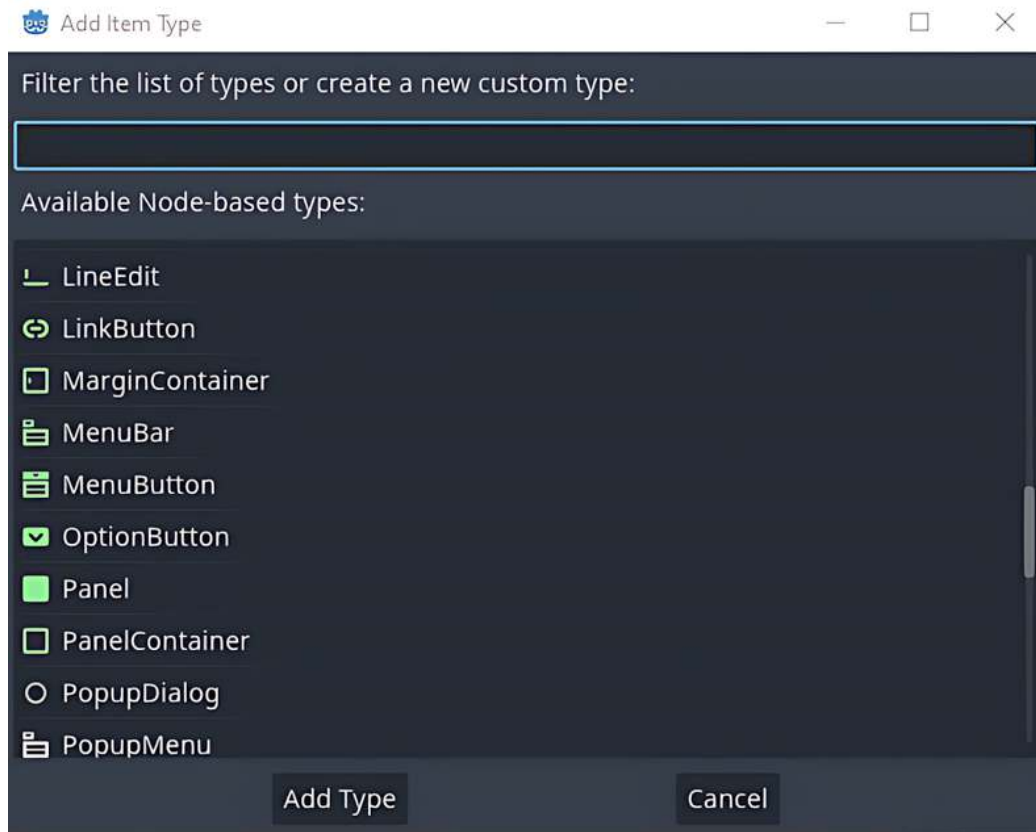 Add Item Type
Filter the list of types or create a new custom type:
Available Node-based types:
LineEdit
LinkButton
MarginContainer
MenuBar
MenuButton
OptionButton
Panel
PanelContainer
PopupDialog
PopupMenu
Add Type Cancel